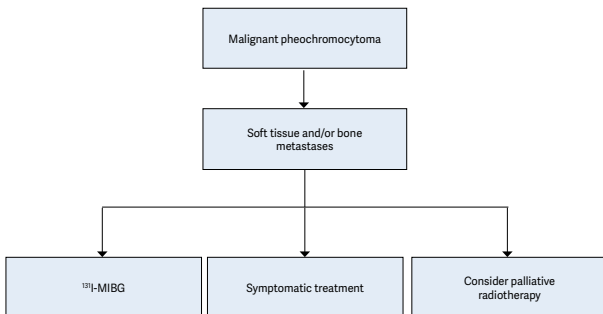 Malignant pheochromocytoma
Soft tissue and/or bone
metastases
¹³¹I-MIBG
Symptomatic treatment
Consider palliative
radiotherapy